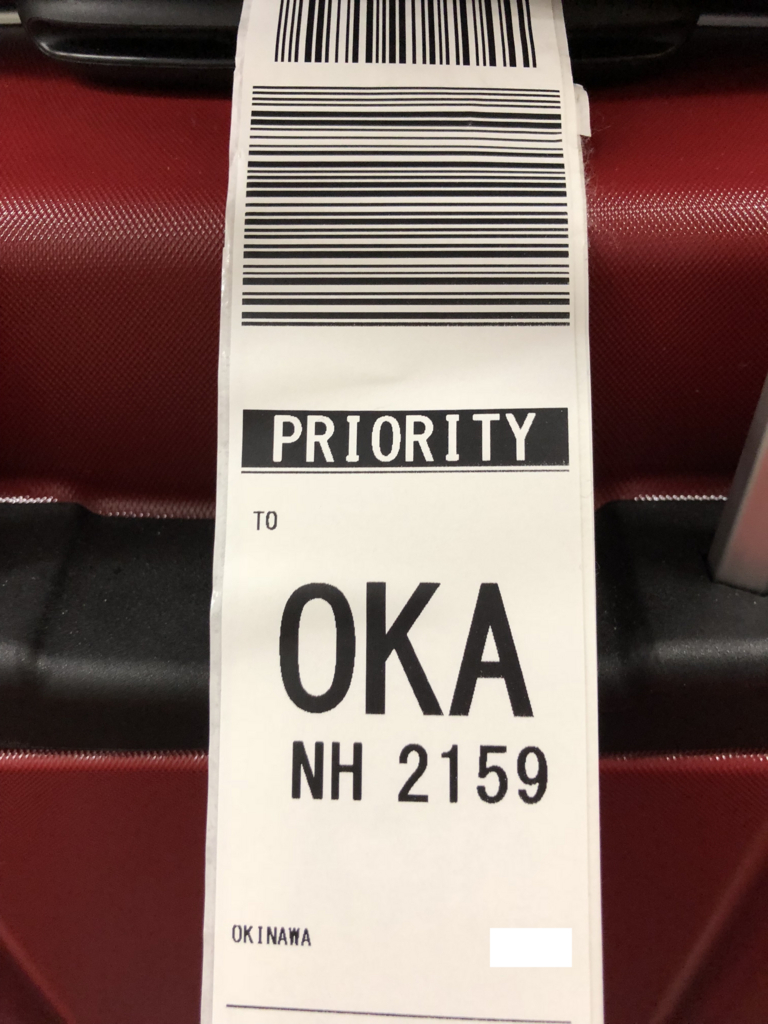 PRIORITY
TO
OKA
NH 2159
OKINAWA